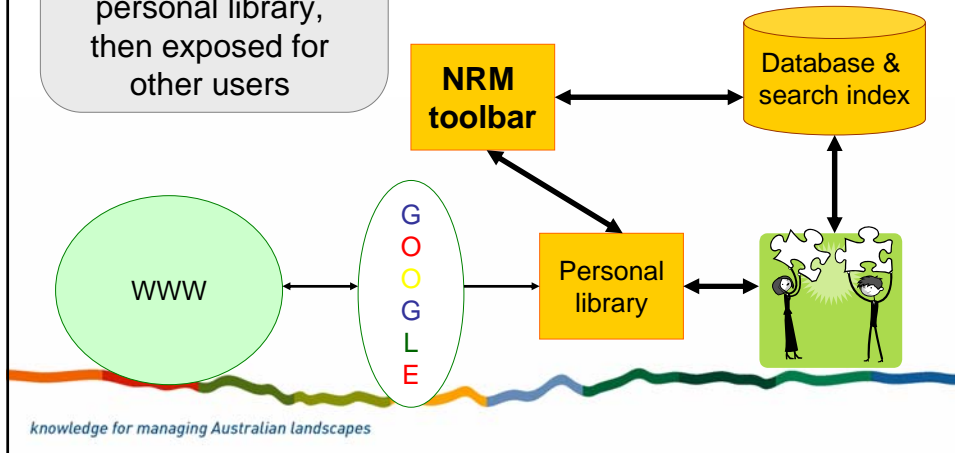 personal library,
then exposed for
other users
NRM
toolbar
Database &
search index
WWW
G
O
O
G
L
E
Personal
library
knowledge for managing Australian landscapes